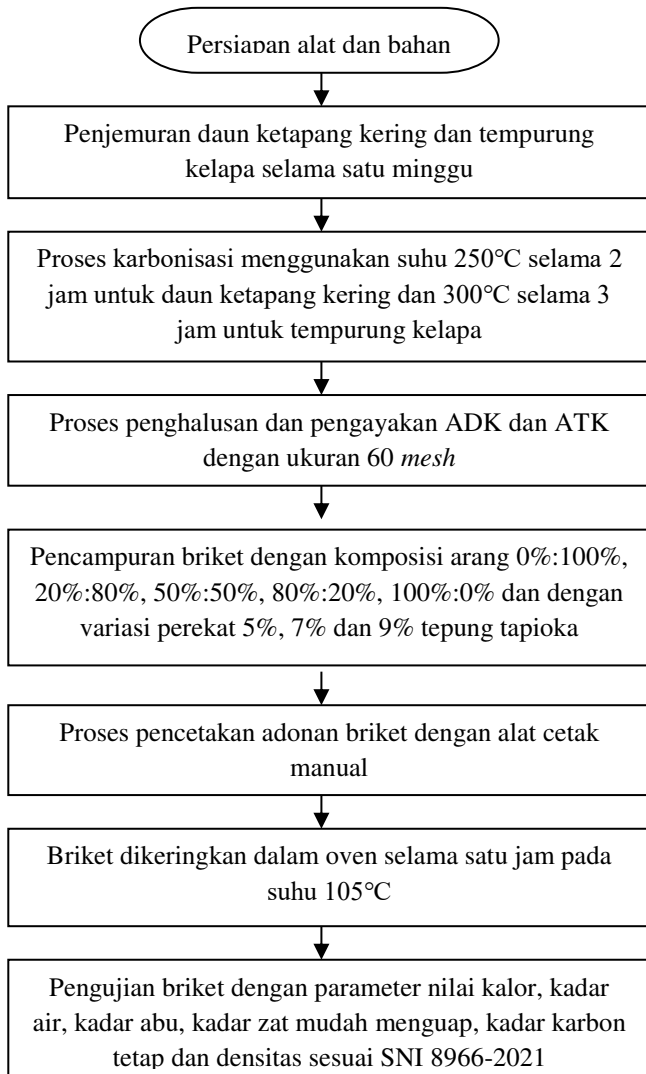 Persiapan alat dan bahan
Penjemuran daun ketapang kering dan tempurung
kelapa selama satu minggu
Proses karbonisasi menggunakan suhu 250°C selama 2
jam untuk daun ketapang kering dan 300°C selama 3
jam untuk tempurung kelapa
Proses penghalusan dan pengayakan ADK dan ATK
dengan ukuran 60 mesh
Pencampuran briket dengan komposisi arang 0%:100%,
20%:80%, 50%:50%, 80%:20%, 100%:0% dan dengan
variasi perekat 5%, 7% dan 9% tepung tapioka
Proses pencetakan adonan briket dengan alat cetak
manual
Briket dikeringkan dalam oven selama satu jam pada
suhu 105°C
Pengujian briket dengan parameter nilai kalor, kadar
air, kadar abu, kadar zat mudah menguap, kadar karbon
tetap dan densitas sesuai SNI 8966-2021